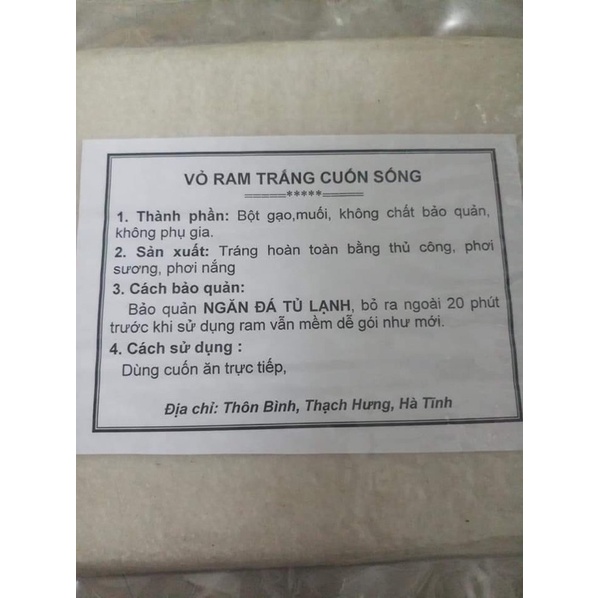 VỎ RAM TRẮNG CUỐN SỐNG
=====*****=====
1. Thành phần: Bột gạo,muối, không chất bảo quản,
không phụ gia.
2. Sản xuất: Tráng hoàn toàn bằng thủ công, phơi
sương, phơi nắng
3. Cách bảo quản:
Bảo quản NGĂN ĐÁ TỦ LẠNH, bỏ ra ngoài 20 phút
trước khi sử dụng ram vẫn mềm dễ gói như mới.
4. Cách sử dụng :
Dùng cuốn ăn trực tiếp,
Địa chỉ: Thôn Bình, Thạch Hưng, Hà Tĩnh